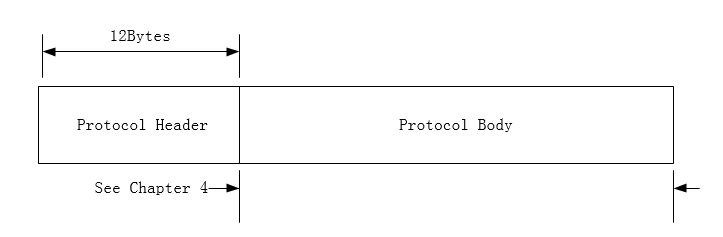 12Bytes
Protocol Header
Protocol Body
See Chapter 4